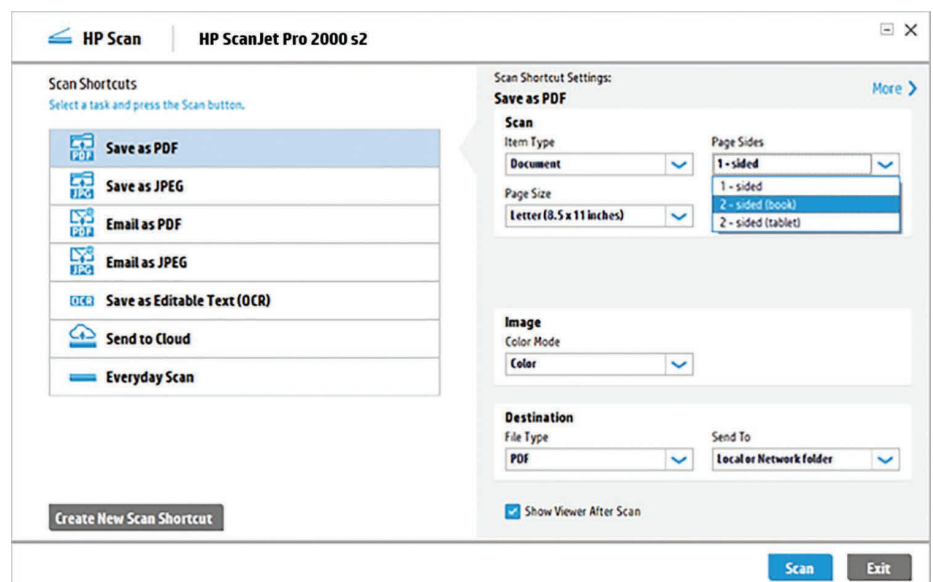 HP Scan
HP ScanJet Pro 2000 s2
Scan Shortcuts
Select a task and press the Scan button.
PDF
Save as PDF
JPG
Save as JPEG
PDF
Email as PDF
JPG
Email as JPEG
OCR
Save as Editable Text (OCR)
Send to Cloud
Everyday Scan
Create New Scan Shortcut
Scan Shortcut Settings:
More
Save as PDF
Scan
Item Type
Page Sides
Document
1 - sided
1 - sided
Page Size
2 - sided (book)
Letter (8.5 x 11 inches)
2 - sided (tablet)
Image
Color Mode
Color
Destination
File Type
Send To
PDF
Local or Network folder
Show Viewer After Scan
Scan
Exit